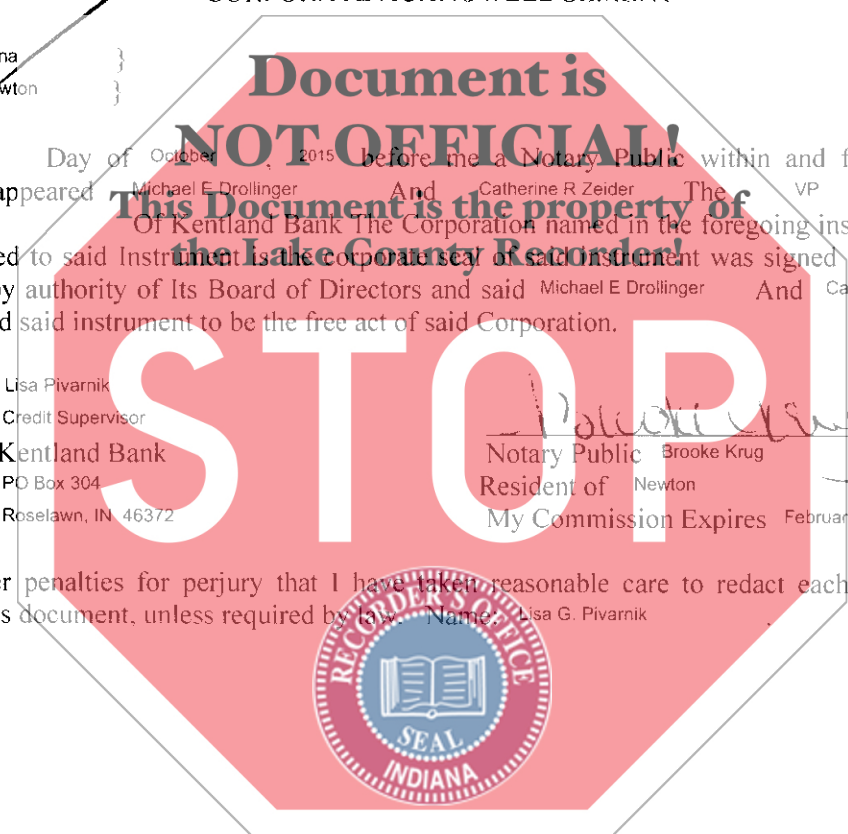 CORPORATE ACKNOWLEDGMENT
na }
wton }
Document is
NOT OFFICIAL!
This Document is the property of
the Lake County Recorder!
Day of October , 2015 before me a Notary Public within and f
appeared Michael E Drollinger And Catherine R Zeider The VP
Of Kentland Bank The Corporation named in the foregoing ins
ed to said Instrument is the corporate seal of said instrument was signed
by authority of Its Board of Directors and said Michael E Drollinger And Ca
d said instrument to be the free act of said Corporation.
Lisa Pivarnik
Credit Supervisor
Kentland Bank
PO Box 304
Roselawn, IN 46372
Notary Public Brooke Krug
Resident of Newton
My Commission Expires Februar
STOP
er penalties for perjury that I have taken reasonable care to redact each
s document, unless required by law. Name: Lisa G. Pivarnik
RECORDER'S OFFICE
SEAL
INDIANA